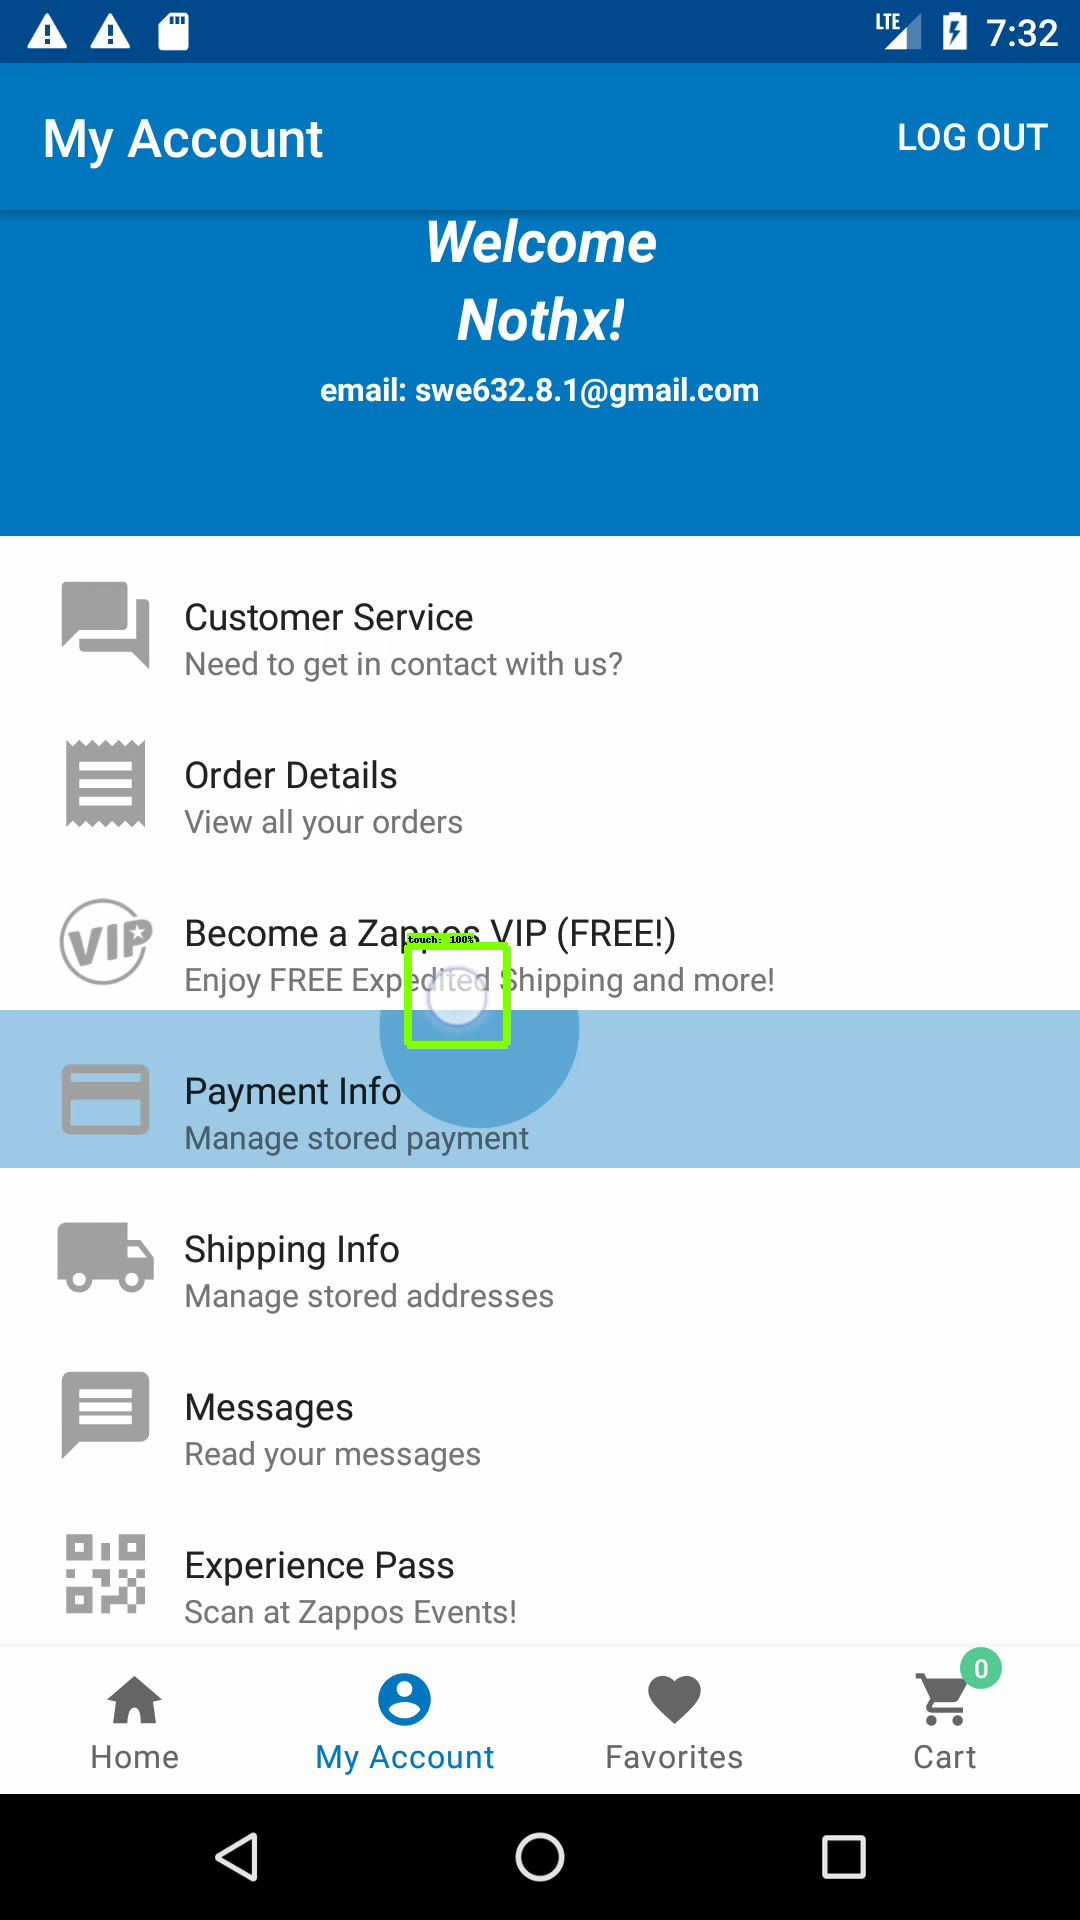 LTE 7:32
My Account LOG OUT
Welcome
Nothx!
email: swe632.8.1@gmail.com
Customer Service
Need to get in contact with us?
Order Details
View all your orders
VIP
Become a Zappos VIP (FREE!)
touch: 100%
Enjoy FREE Expedited Shipping and more!
Payment Info
Manage stored payment
Shipping Info
Manage stored addresses
Messages
Read your messages
Experience Pass
Scan at Zappos Events!
0
Home My Account Favorites Cart